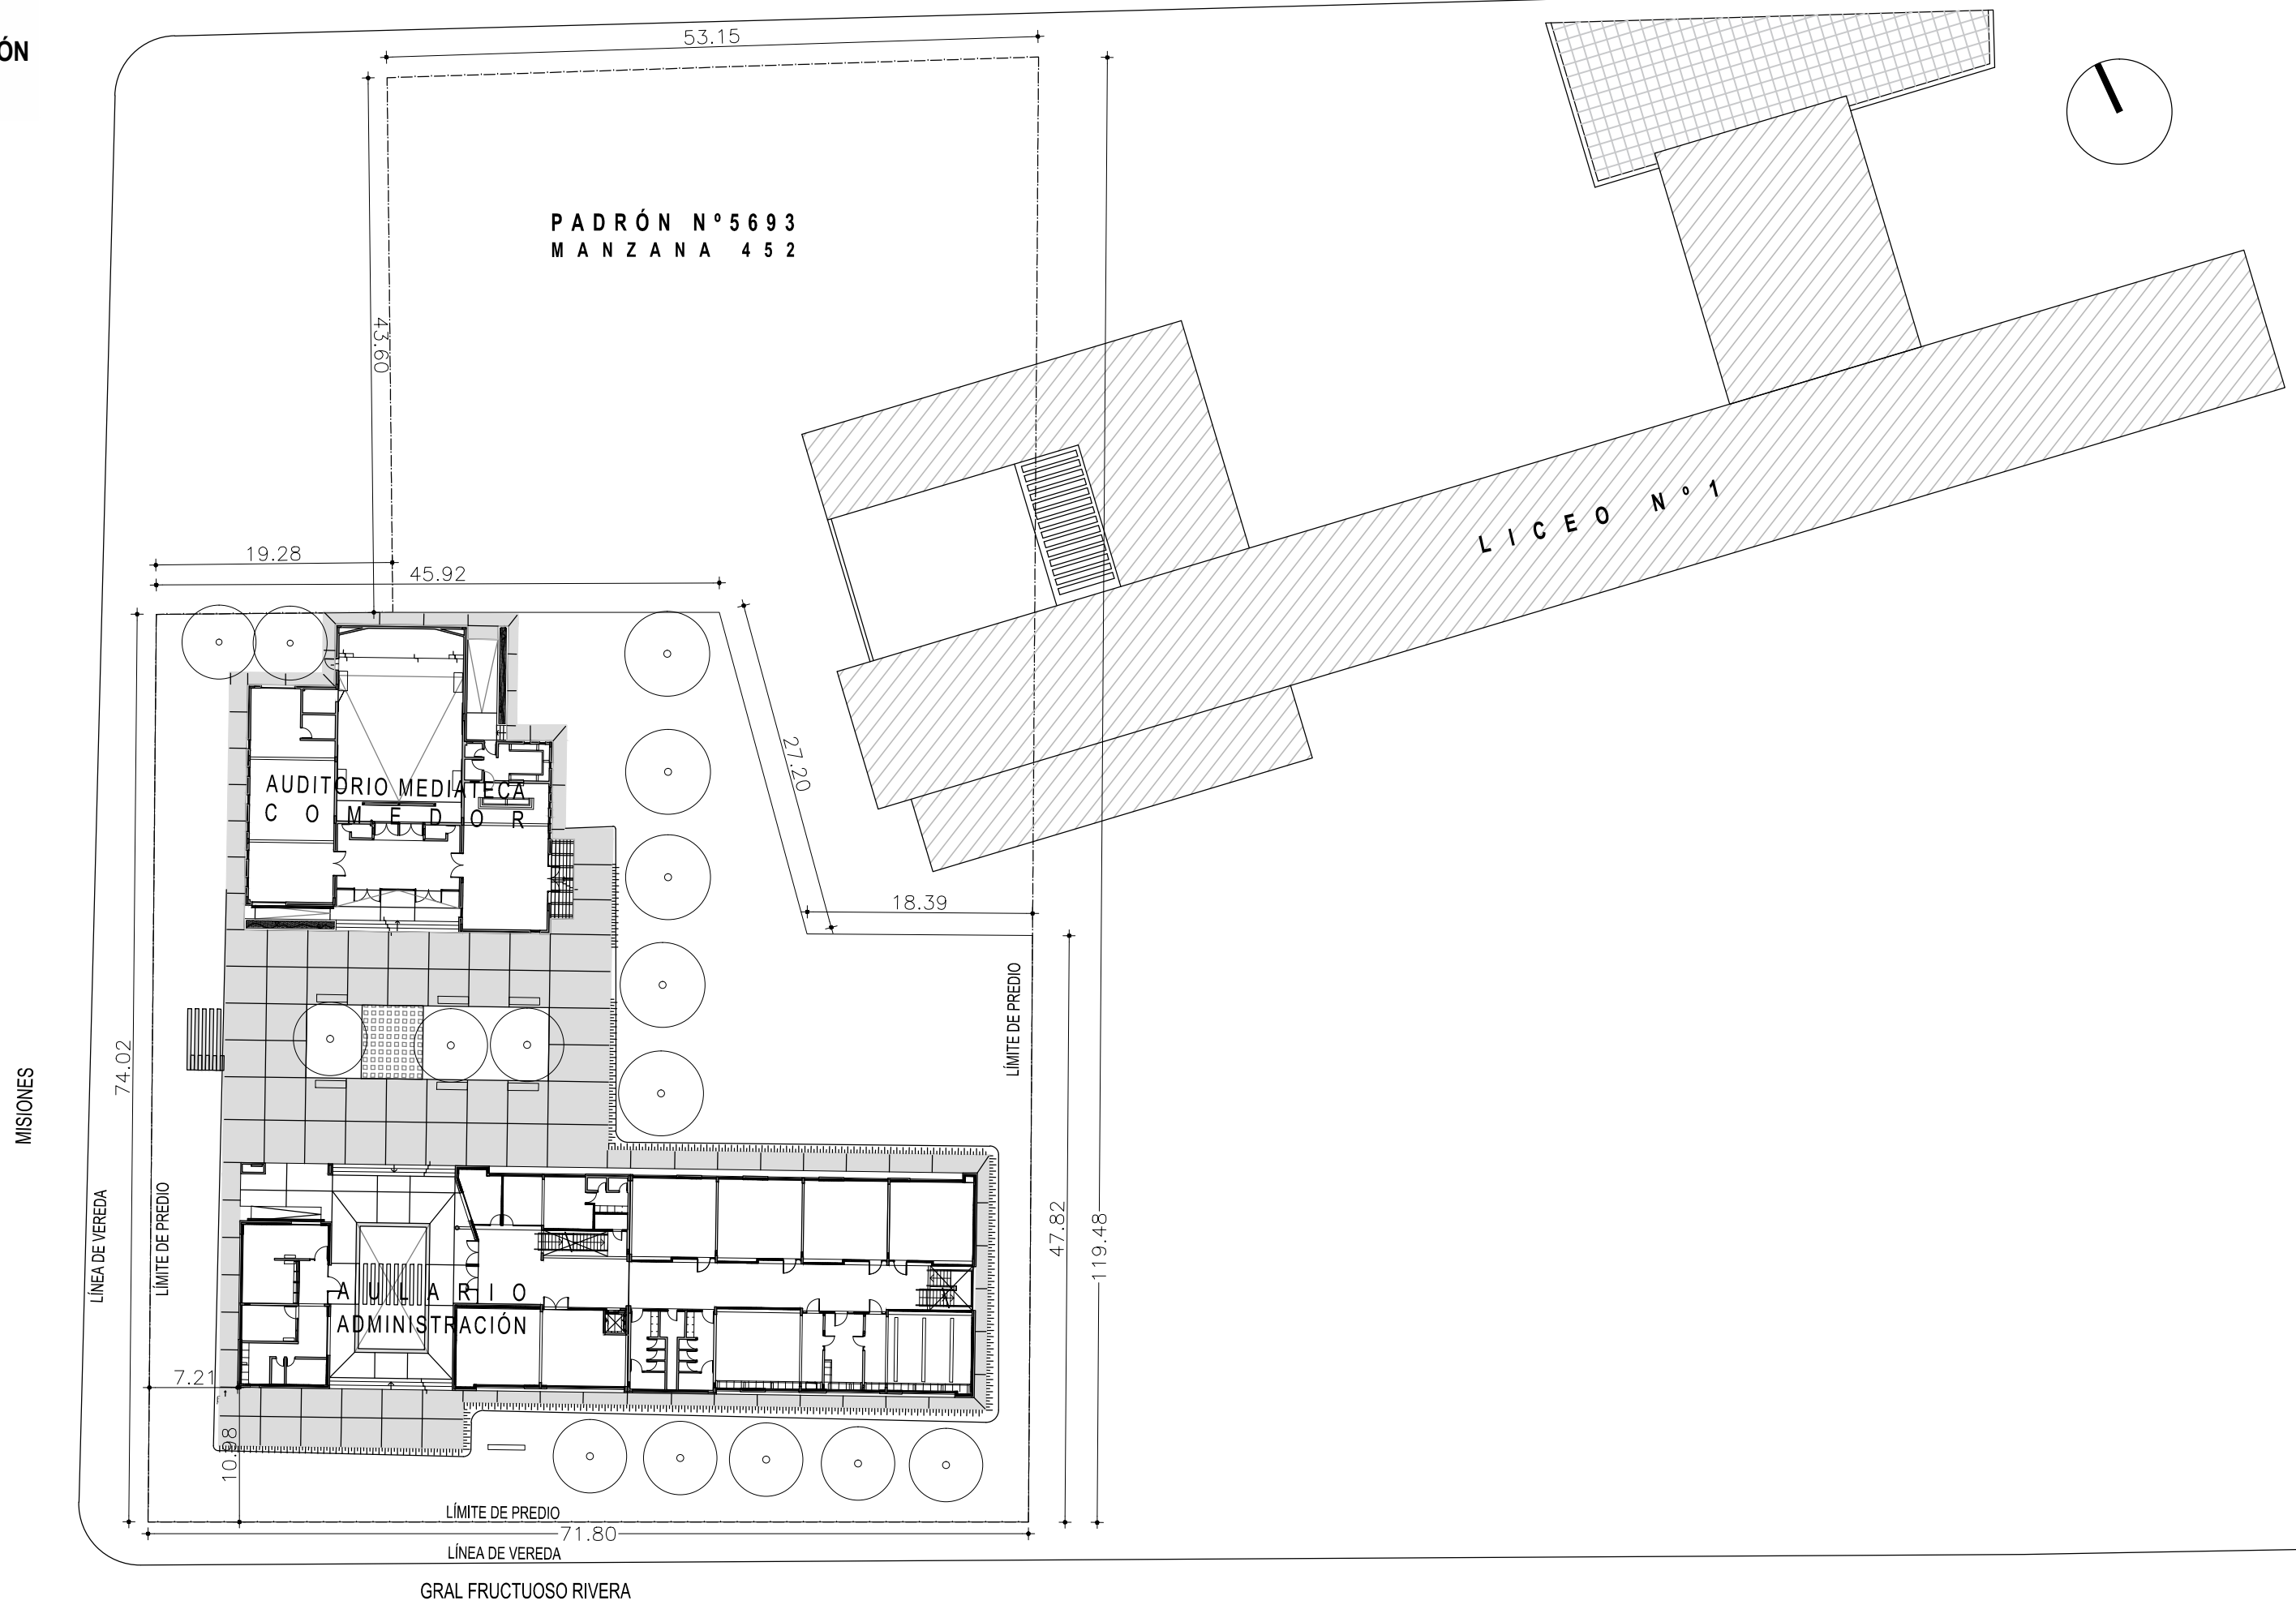 ÓN
53.15
PADRÓN Nº5693
MANZANA 452
43.60
LICEO Nº1
19.28
45.92
27.20
AUDITORIO MEDIATECA
COMEDOR
18.39
LÍMITE DE PREDIO
74.02
MISIONES
LÍNEA DE VEREDA
LÍMITE DE PREDIO
47.82
119.48
AULARIO
ADMINISTRACIÓN
7.21
10.98
LÍMITE DE PREDIO
71.80
LÍNEA DE VEREDA
GRAL FRUCTUOSO RIVERA